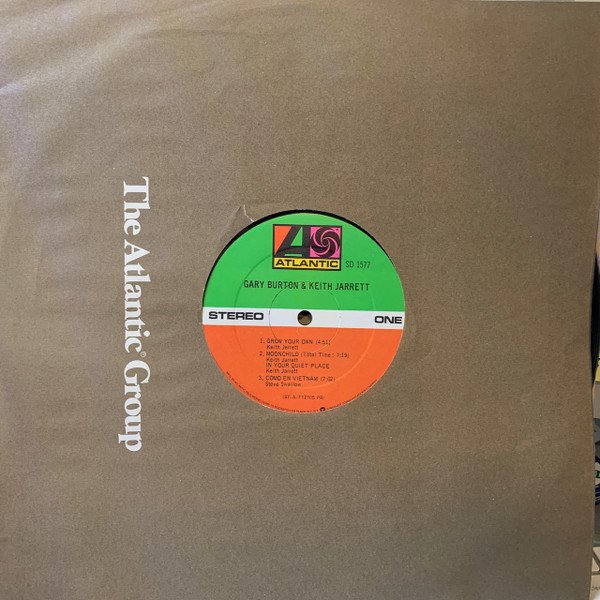 The Atlantic® Group
ATLANTIC
SD 1577
GARY BURTON & KEITH JARRETT
STEREO
ONE
1. GROW YOUR OWN (4:51)
Keith Jarrett
2. MOONCHILD (Total Time: 7:19)
Keith Jarrett
IN YOUR QUIET PLACE
Keith Jarrett
3. COMO EN VIETNAM (7:02)
Steve Swallow